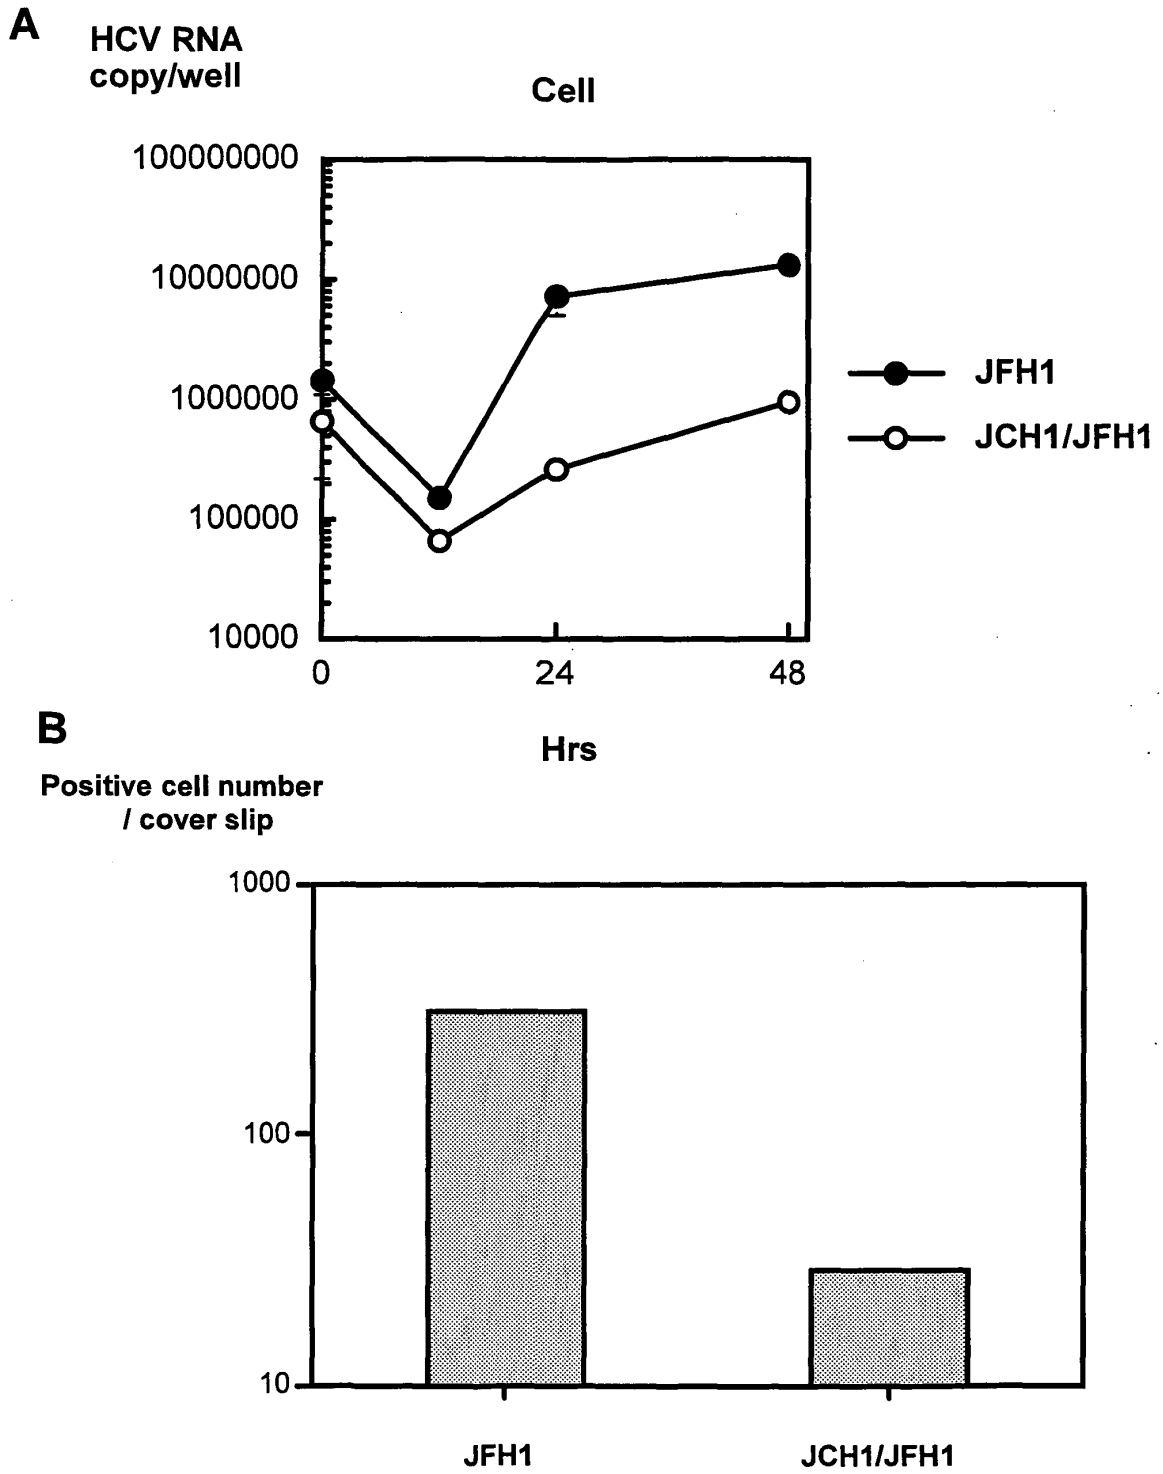 A
HCV RNA
copy/well
Cell
100000000
10000000
1000000
100000
10000
0
24
48
JFH1
JCH1/JFH1
Hrs
B
Positive cell number
/ cover slip
1000
100
10
JFH1
JCH1/JFH1